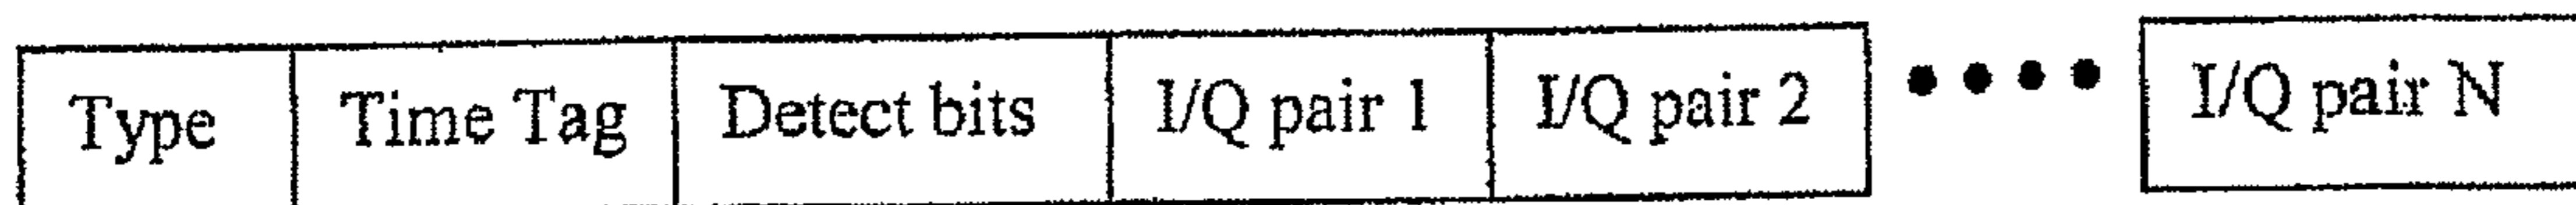 Type Time Tag Detect bits I/Q pair 1 I/Q pair 2 •••• I/Q pair N